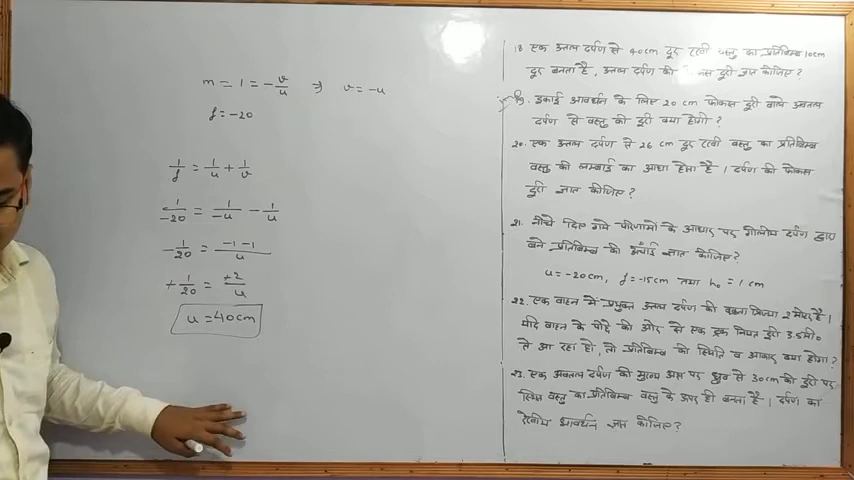 m = 1 = -v/u ⇒ v = -u
f = -20
1/f = 1/u + 1/v
1/-20 = 1/-u - 1/u
-1/20 = -1-1/u
+1/20 = +2/u
u = 40cm
18. एक उत्तल दर्पण से 40cm दूर रखी वस्तु का प्रतिबिम्ब 10cm
दूर बनता है, उत्तल दर्पण की दूरी ज्ञात कीजिए?
19. इकाई आवर्धन के लिए 20 cm फोकस दूरी वाले अवतल
दर्पण से वस्तु की दूरी क्या होगी?
20. एक उत्तल दर्पण से 26 cm दूर रखी वस्तु का प्रतिबिम्ब
वस्तु की लम्बाई का आधा होता है। दर्पण की फोकस
दूरी ज्ञात कीजिए?
21. नीचे दिए गये परिणामों के आधार पर गोलीय दर्पण द्वारा
बने प्रतिबिम्ब की ऊँचाई ज्ञात कीजिए?
u = -20cm, f = -15cm तथा h₀ = 1 cm
22. एक वाहन में प्रयुक्त उत्तल दर्पण की वक्रता त्रिज्या 2 मीटर है।
यदि वाहन के पीछे की ओर से एक ट्रक नियत दूरी 3.5मी०
से आ रहा हो, तो प्रतिबिम्ब की स्थिति व आकार क्या होगा?
23. एक अवतल दर्पण की मुख्य अक्ष पर ध्रुव से 30cm की दूरी पर
स्थित वस्तु का प्रतिबिम्ब वस्तु के ऊपर ही बनता है। दर्पण का
रेखीय आवर्धन ज्ञात कीजिए?